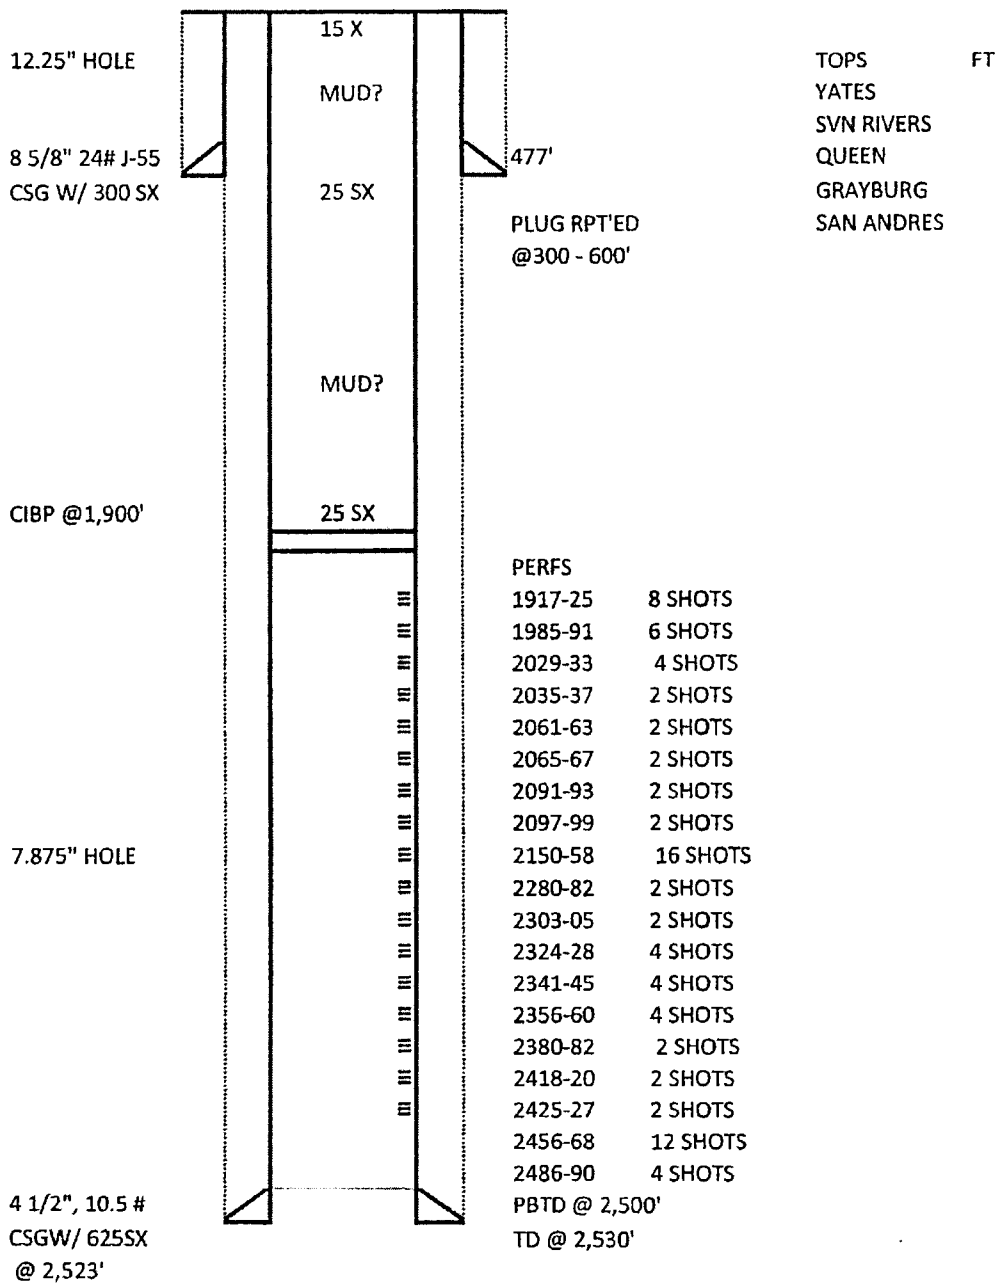 15 X
12.25" HOLE
MUD?
8 5/8" 24# J-55
CSG W/ 300 SX
477'
25 SX
PLUG RPT'ED
@300 - 600'
TOPS FT
YATES
SVN RIVERS
QUEEN
GRAYBURG
SAN ANDRES
MUD?
CIBP @1,900'
25 SX
PERFS
1917-25 8 SHOTS
1985-91 6 SHOTS
2029-33 4 SHOTS
2035-37 2 SHOTS
2061-63 2 SHOTS
2065-67 2 SHOTS
2091-93 2 SHOTS
2097-99 2 SHOTS
7.875" HOLE
2150-58 16 SHOTS
2280-82 2 SHOTS
2303-05 2 SHOTS
2324-28 4 SHOTS
2341-45 4 SHOTS
2356-60 4 SHOTS
2380-82 2 SHOTS
2418-20 2 SHOTS
2425-27 2 SHOTS
2456-68 12 SHOTS
2486-90 4 SHOTS
4 1/2", 10.5 #
CSGW/ 625SX
@ 2,523'
PBTD @ 2,500'
TD @ 2,530'